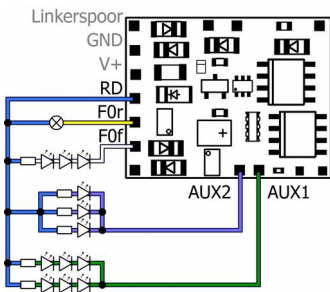 Linkerspoor
GND
V+
RD
F0r
F0f
AUX2 AUX1